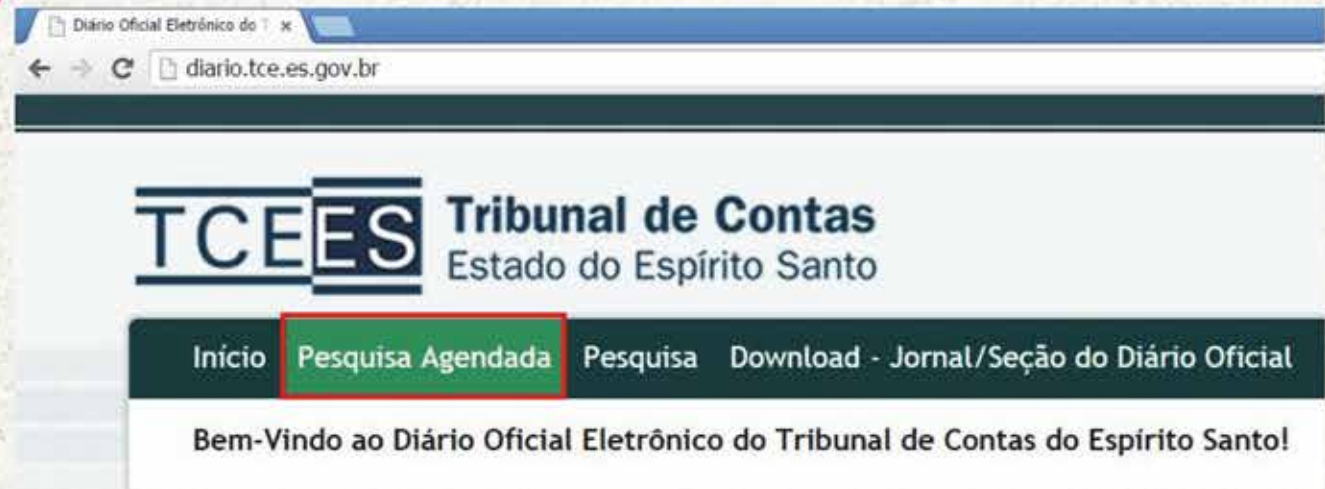 Diário Oficial Eletrônico do T
diario.tce.es.gov.br
TCEES
Tribunal de Contas
Estado do Espírito Santo
Início Pesquisa Agendada Pesquisa Download - Jornal/Seção do Diário Oficial
Bem-Vindo ao Diário Oficial Eletrônico do Tribunal de Contas do Espírito Santo!